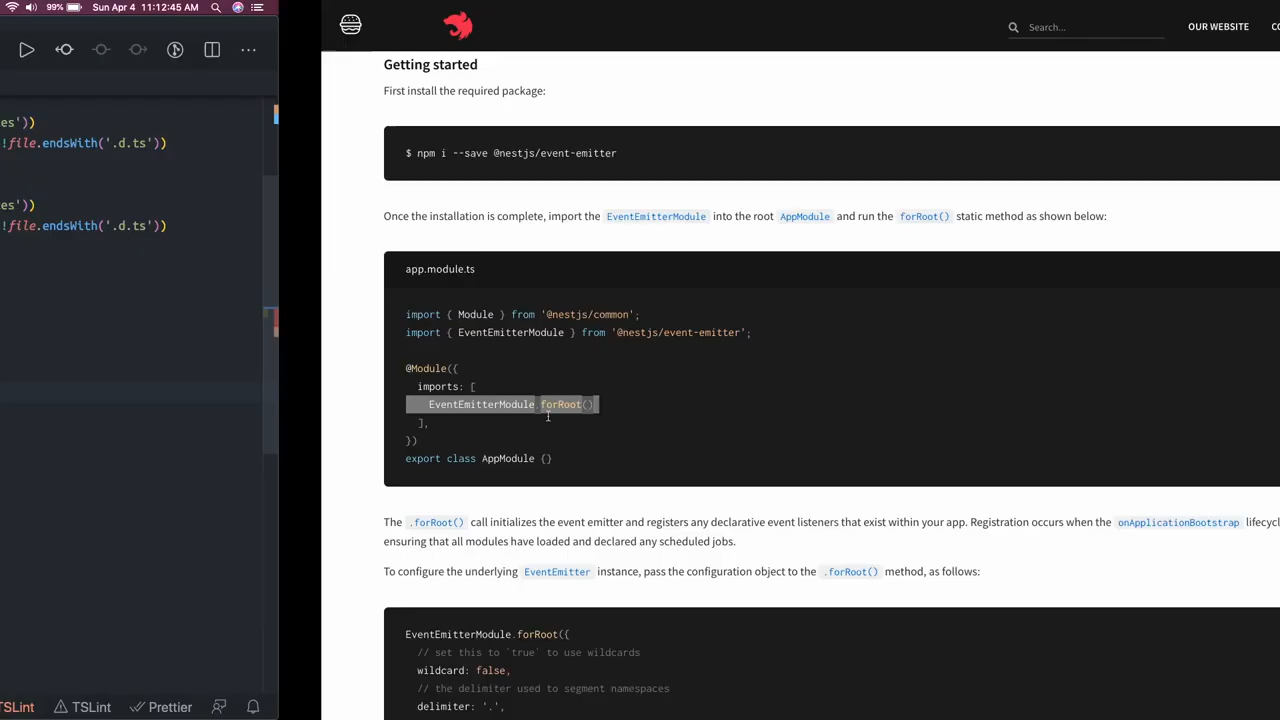 99% Sun Apr 4 11:12:45 AM
es'))
!file.endsWith('.d.ts'))
es'))
!file.endsWith('.d.ts'))
TSLint TSLint Prettier
Search... OUR WEBSITE
Getting started
First install the required package:
$ npm i --save @nestjs/event-emitter
Once the installation is complete, import the EventEmitterModule into the root AppModule and run the forRoot() static method as shown below:
app.module.ts
import { Module } from '@nestjs/common';
import { EventEmitterModule } from '@nestjs/event-emitter';
@Module({
imports: [
EventEmitterModule.forRoot()
],
})
export class AppModule {}
The .forRoot() call initializes the event emitter and registers any declarative event listeners that exist within your app. Registration occurs when the onApplicationBootstrap lifecyc
ensuring that all modules have loaded and declared any scheduled jobs.
To configure the underlying EventEmitter instance, pass the configuration object to the .forRoot() method, as follows:
EventEmitterModule.forRoot({
// set this to `true` to use wildcards
wildcard: false,
// the delimiter used to segment namespaces
delimiter: '.',